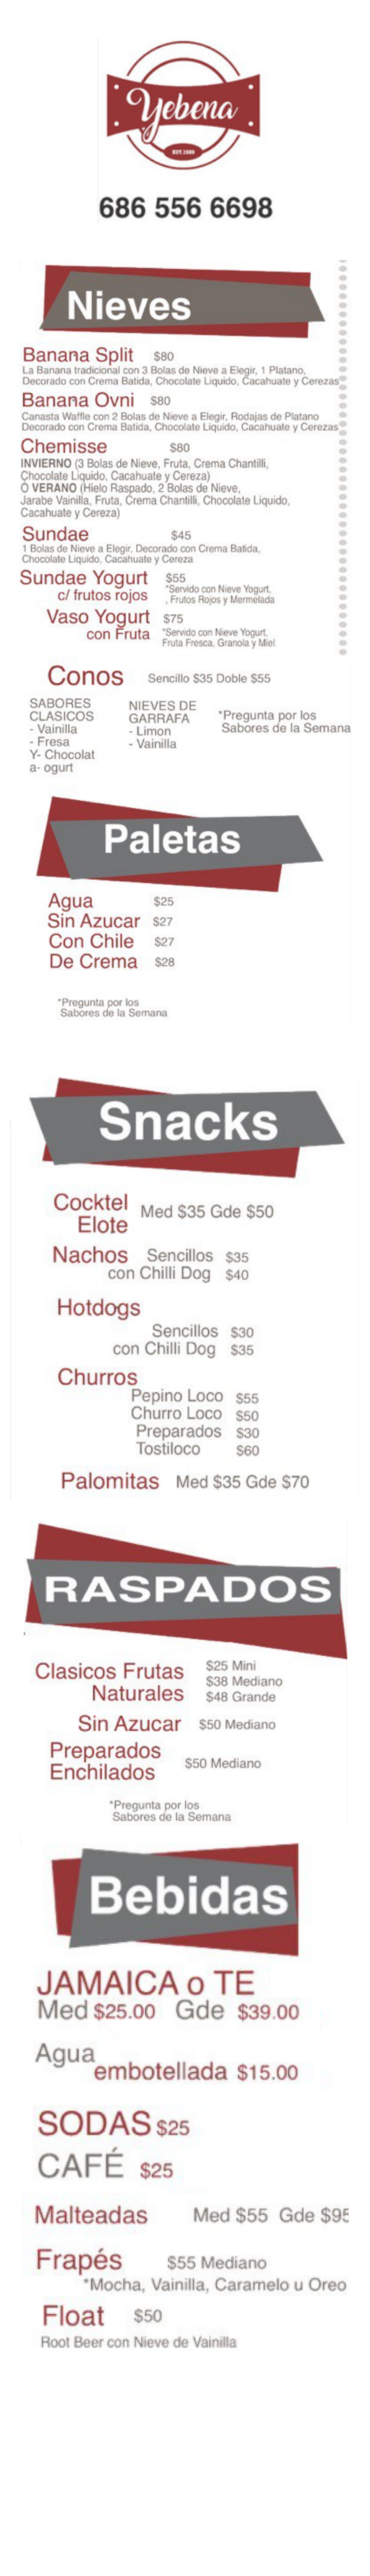 Yebena
EST 1988
686 556 6698
Nieves
Banana Split $80
La Banana tradicional con 3 Bolas de Nieve a Elegir, 1 Platano,
Decorado con Crema Batida, Chocolate Liquido, Cacahuate y Cerezas
Banana Ovni $80
Canasta Waffle con 2 Bolas de Nieve a Elegir, Rodajas de Platano
Decorado con Crema Batida, Chocolate Liquido, Cacahuate y Cerezas
Chemisse $80
INVIERNO (3 Bolas de Nieve, Fruta, Crema Chantilli,
Chocolate Liquido, Cacahuate y Cereza)
Ó VERANO (Hielo Raspado, 2 Bolas de Nieve,
Jarabe Vainilla, Fruta, Crema Chantilli, Chocolate Liquido,
Cacahuate y Cereza)
Sundae $45
1 Bolas de Nieve a Elegir, Decorado con Crema Batida,
Chocolate Liquido, Cacahuate y Cereza
Sundae Yogurt $55
c/ frutos rojos *Servido con Nieve Yogurt,
, Frutos Rojos y Mermelada
Vaso Yogurt $75
con Fruta *Servido con Nieve Yogurt,
Fruta Fresca, Granola y Miel
Conos Sencillo $35 Doble $55
SABORES
CLASICOS
- Vainilla
- Fresa
Y- Chocolat
a- ogurt
NIEVES DE
GARRAFA
- Limon
- Vainilla
*Pregunta por los
Sabores de la Semana
Paletas
Agua $25
Sin Azucar $27
Con Chile $27
De Crema $28
*Pregunta por los
Sabores de la Semana
Snacks
Cocktel
Elote
Med $35 Gde $50
Nachos Sencillos $35
con Chilli Dog $40
Hotdogs
Sencillos $30
con Chilli Dog $35
Churros
Pepino Loco $55
Churro Loco $50
Preparados $30
Tostiloco $60
Palomitas Med $35 Gde $70
RASPADOS
Clasicos Frutas
Naturales
$25 Mini
$38 Mediano
$48 Grande
Sin Azucar $50 Mediano
Preparados
Enchilados
$50 Mediano
*Pregunta por los
Sabores de la Semana
Bebidas
JAMAICA o TE
Med $25.00 Gde $39.00
Agua
embotellada $15.00
SODAS $25
CAFÉ $25
Malteadas Med $55 Gde $95
Frapés $55 Mediano
*Mocha, Vainilla, Caramelo u Oreo
Float $50
Root Beer con Nieve de Vainilla